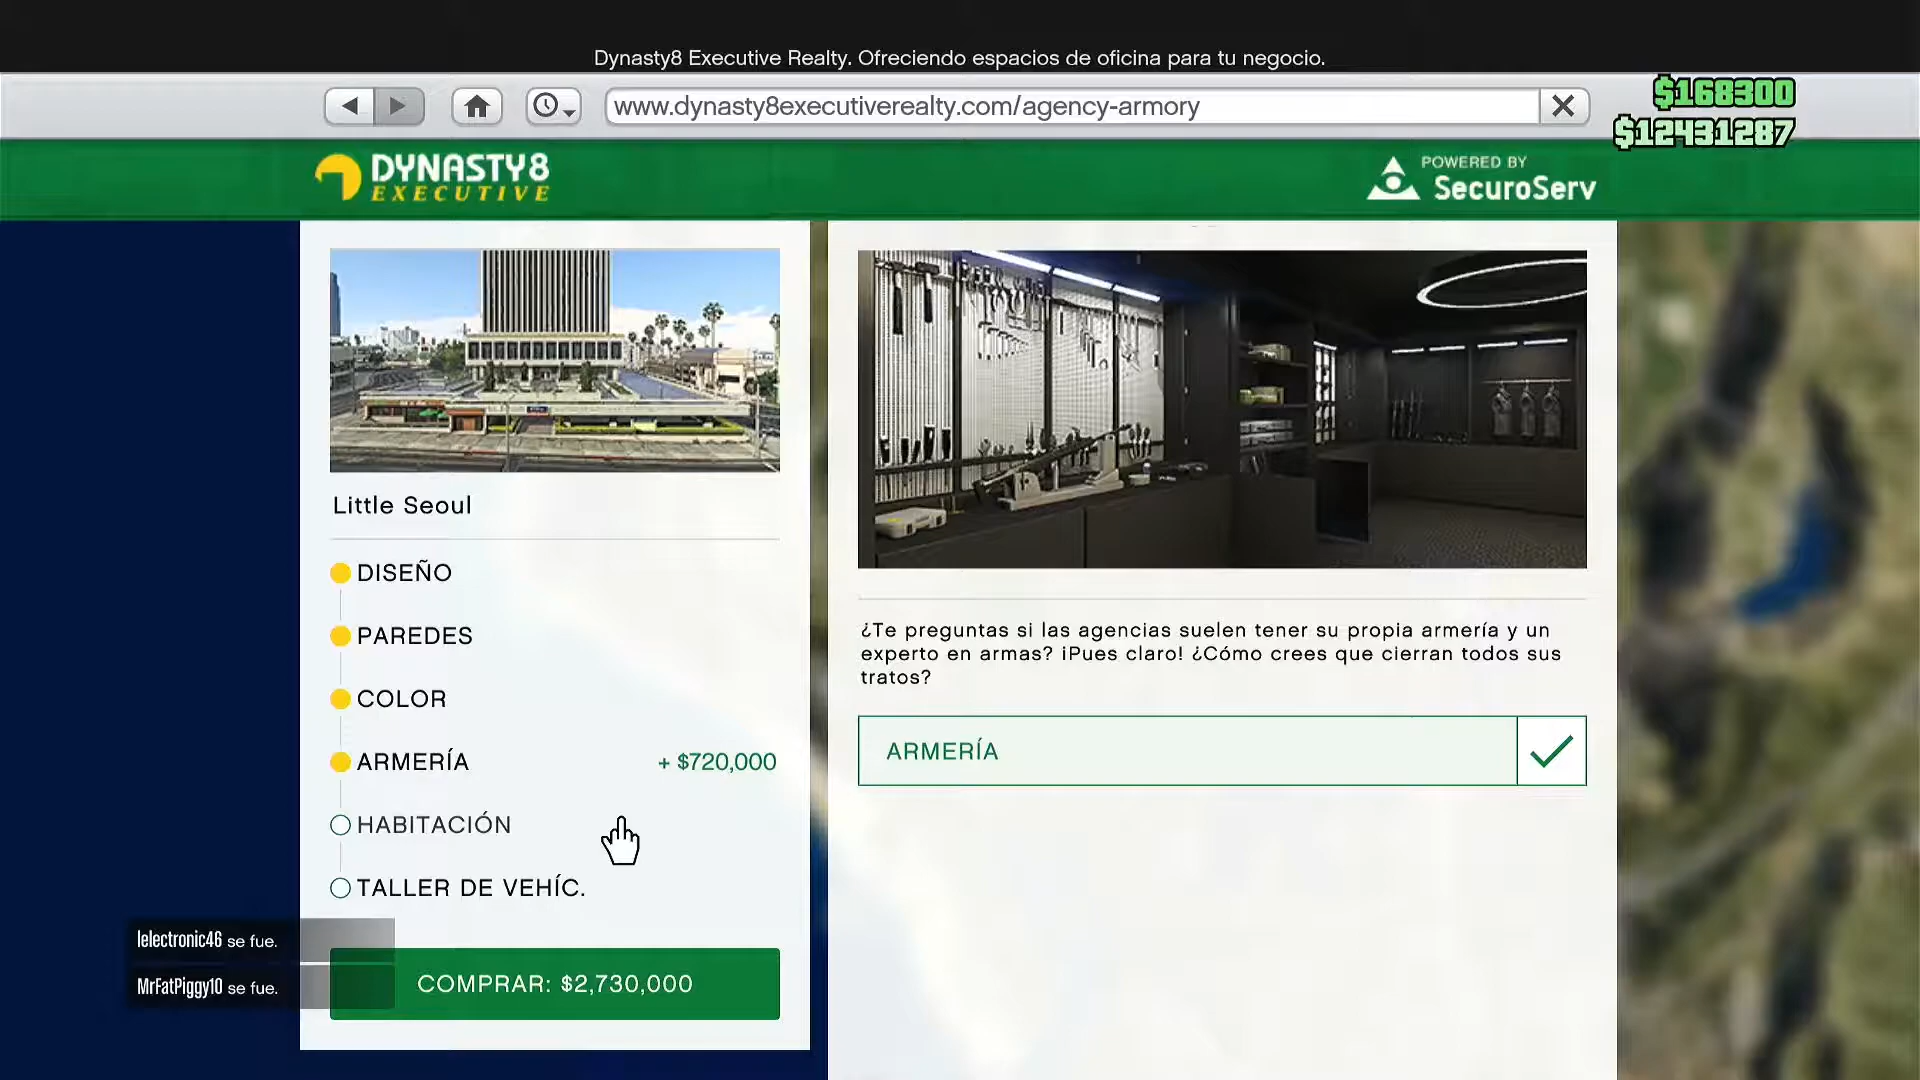 Dynasty8 Executive Realty. Ofreciendo espacios de oficina para tu negocio.
www.dynasty8executiverealty.com/agency-armory
$168300
$12431287
DYNASTY8
EXECUTIVE
POWERED BY
SecuroServ
Little Seoul
DISEÑO
PAREDES
COLOR
ARMERÍA + $720,000
HABITACIÓN
TALLER DE VEHÍC.
COMPRAR: $2,730,000
¿Te preguntas si las agencias suelen tener su propia armería y un
experto en armas? ¡Pues claro! ¿Cómo crees que cierran todos sus
tratos?
ARMERÍA
lelectronic46 se fue.
MrFatPiggy10 se fue.